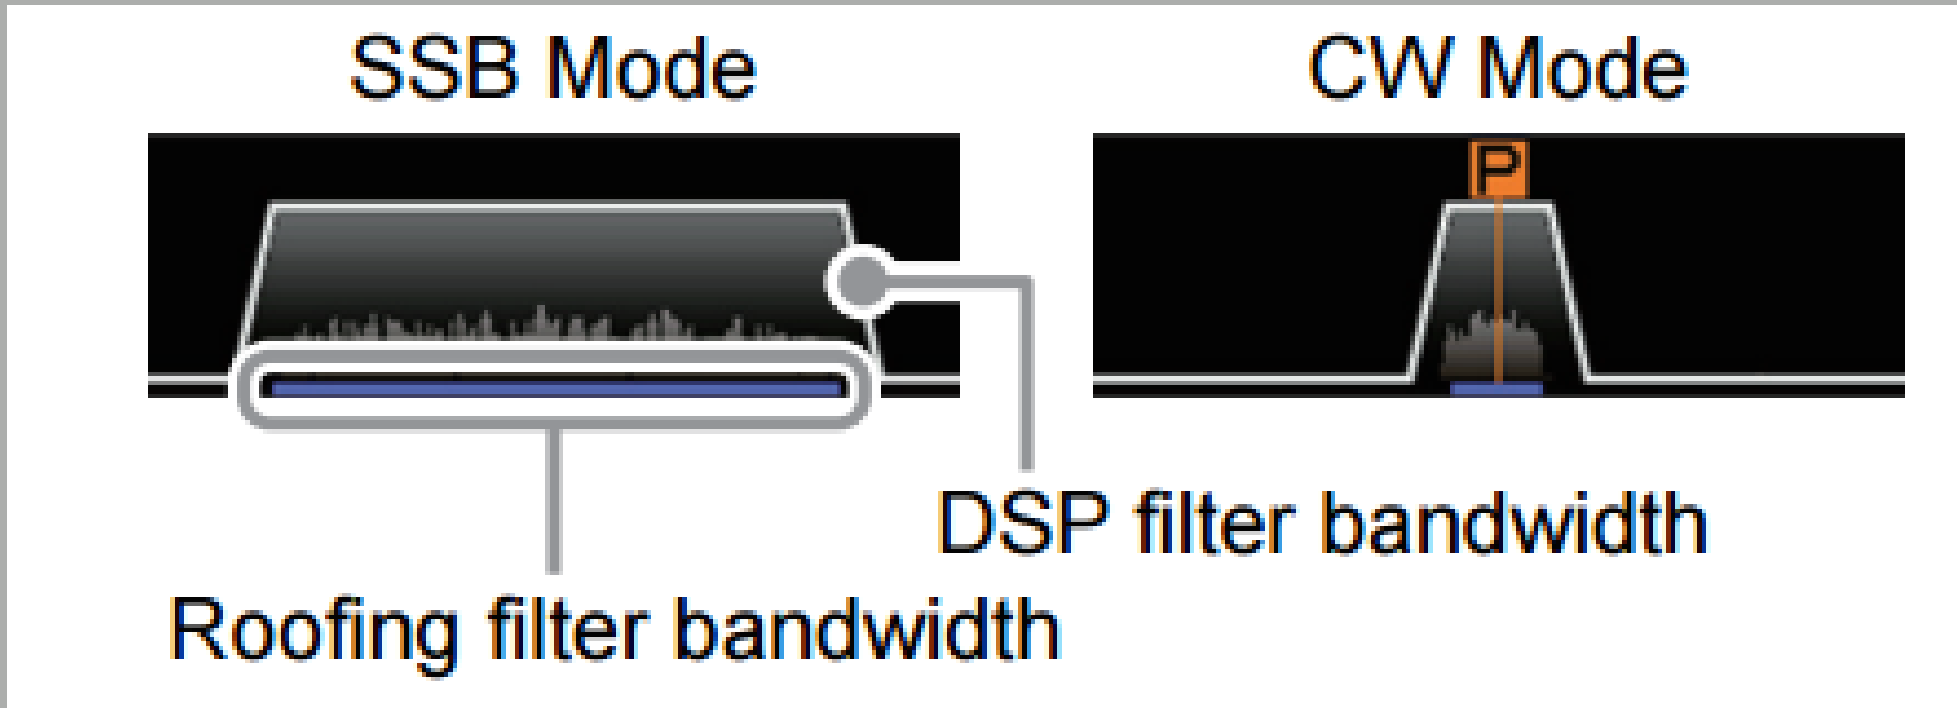 SSB Mode
CW Mode
P
DSP filter bandwidth
Roofing filter bandwidth